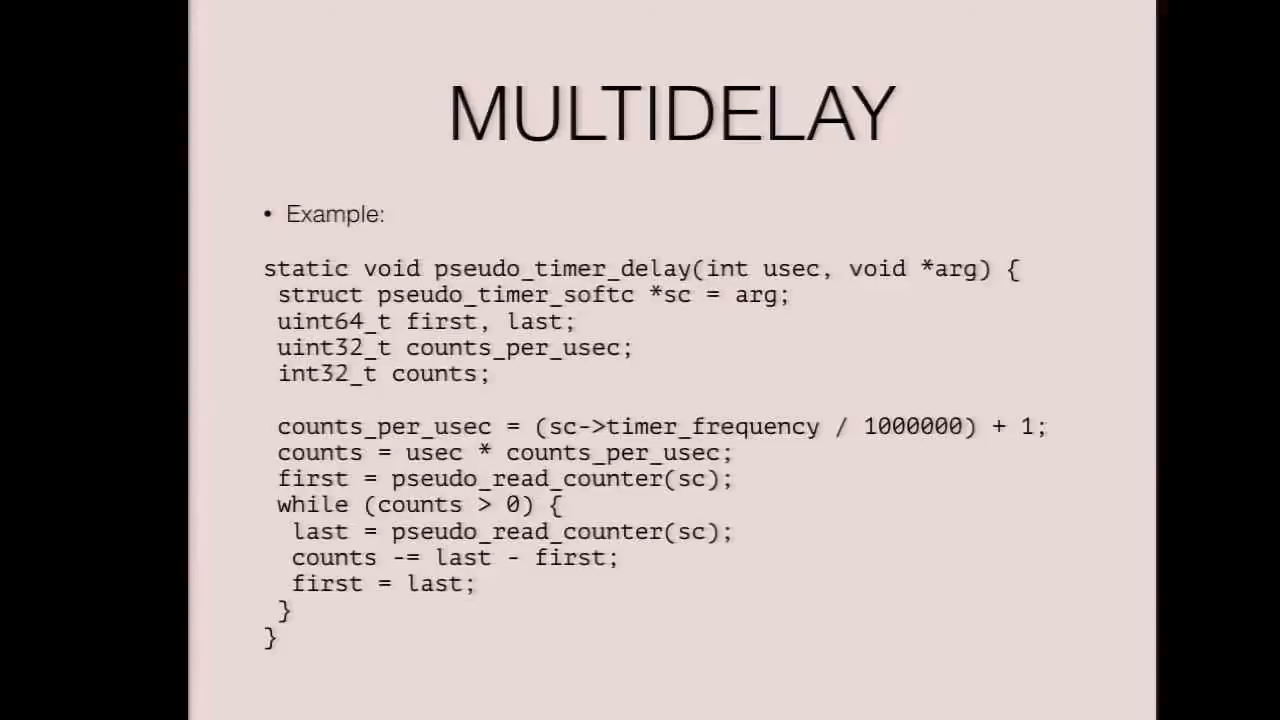 MULTIDELAY
• Example:
static void pseudo_timer_delay(int usec, void *arg) {
struct pseudo_timer_softc *sc = arg;
uint64_t first, last;
uint32_t counts_per_usec;
int32_t counts;
counts_per_usec = (sc->timer_frequency / 1000000) + 1;
counts = usec * counts_per_usec;
first = pseudo_read_counter(sc);
while (counts > 0) {
last = pseudo_read_counter(sc);
counts -= last - first;
first = last;
}
}